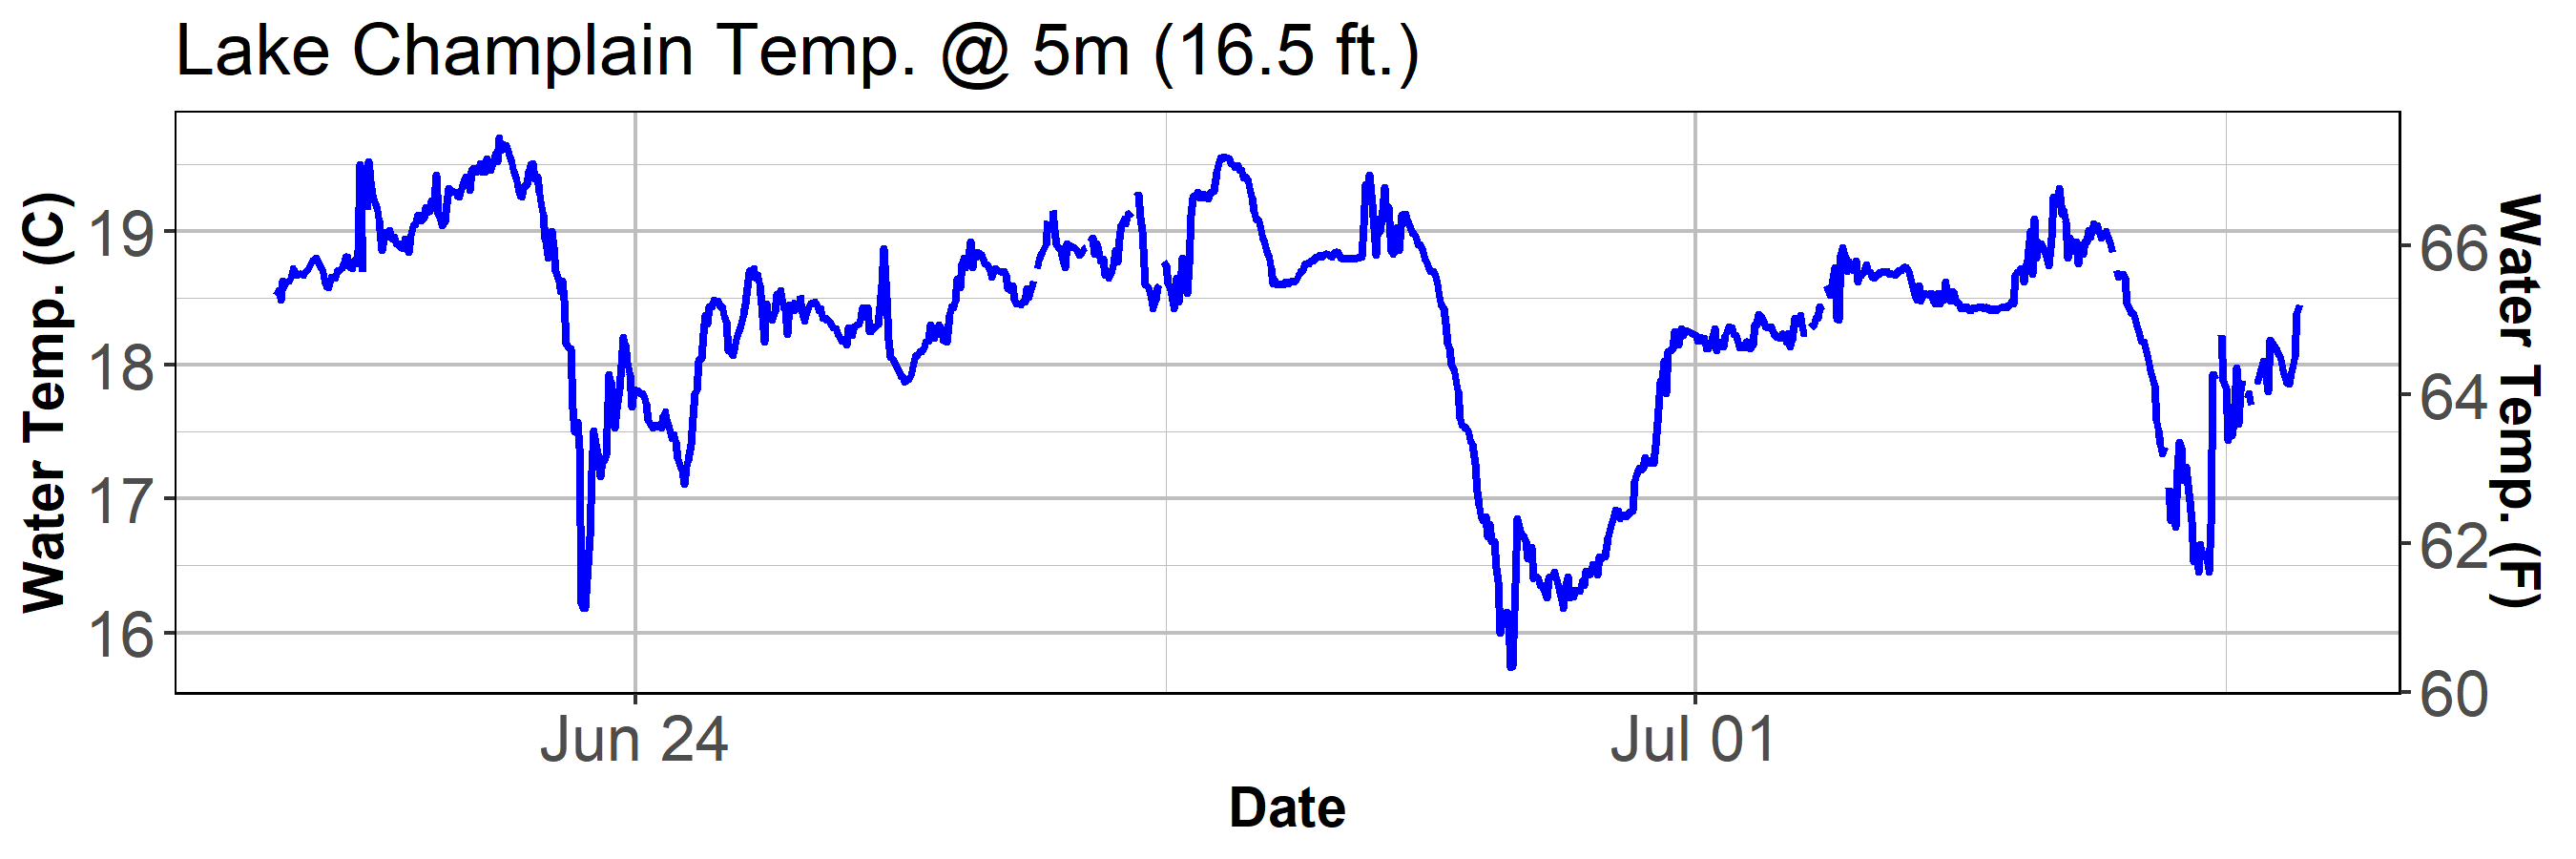 Lake Champlain Temp. @ 5m (16.5 ft.)
Water Temp. (C)
19
18
17
16
66
64
62
60
Water Temp. (F)
Jun 24
Jul 01
Date